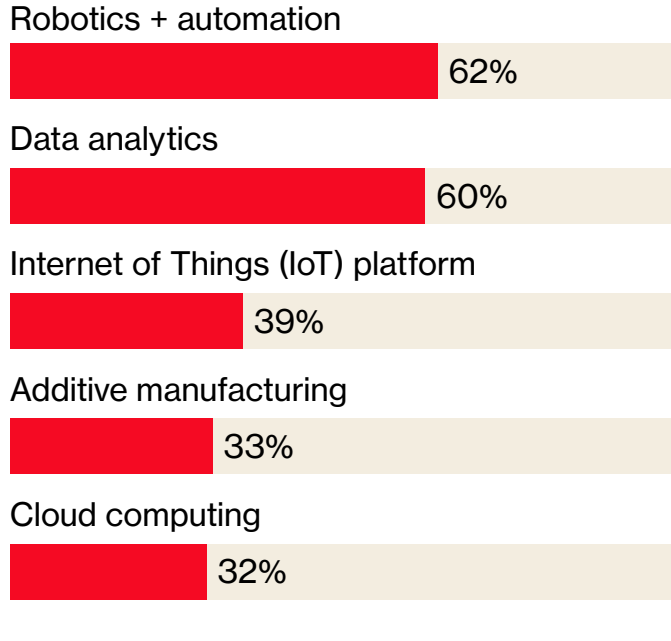 Robotics + automation
62%
Data analytics
60%
Internet of Things (IoT) platform
39%
Additive manufacturing
33%
Cloud computing
32%